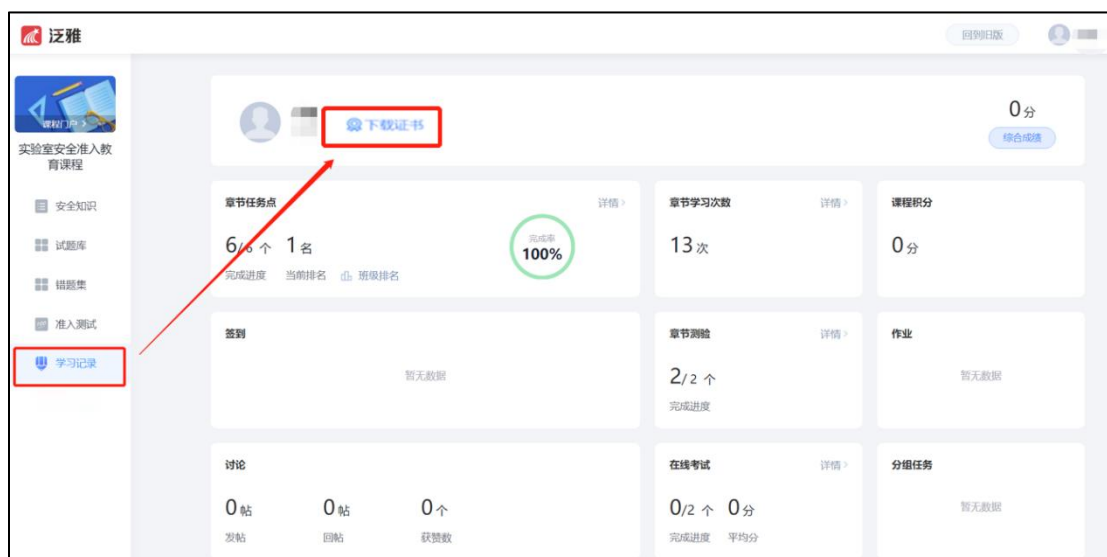 泛雅
回到旧版
课程门户 >
实验室安全准入教
育课程
安全知识
试题库
错题集
准入测试
学习记录
下载证书
0分
综合成绩
章节任务点
详情 >
6/6 个
1名
完成进度
当前排名
班级排名
完成率
100%
章节学习次数
详情 >
13次
课程积分
0分
签到
暂无数据
章节测验
详情 >
2/2 个
完成进度
作业
暂无数据
讨论
0帖
0帖
0个
发帖
回帖
获赞数
在线考试
详情 >
0/2 个
0分
完成进度
平均分
分组任务
暂无数据